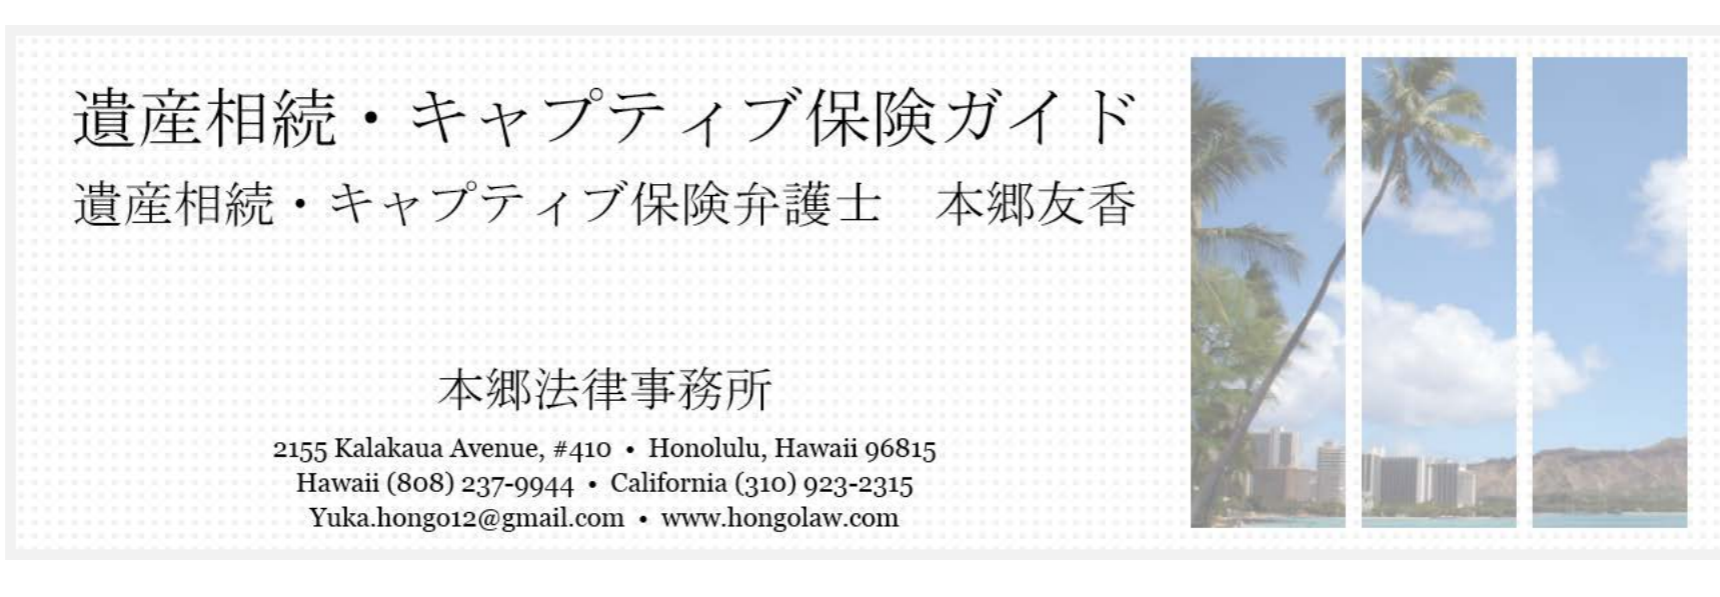 遺産相続・キャプティブ保険ガイド
遺産相続・キャプティブ保険弁護士　本郷友香
本郷法律事務所
2155 Kalakaua Avenue, #410 • Honolulu, Hawaii 96815
Hawaii (808) 237-9944 • California (310) 923-2315
Yuka.hongo12@gmail.com • www.hongolaw.com